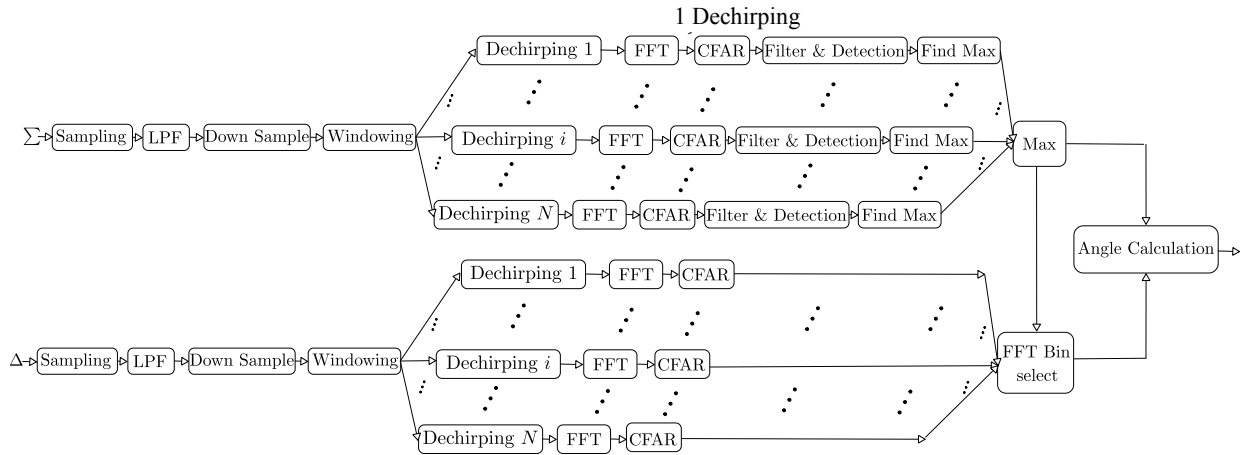 1 Dechirping
Dechirping 1 FFT CFAR Filter & Detection Find Max
Σ Sampling LPF Down Sample Windowing Dechirping i FFT CFAR Filter & Detection Find Max Max
Dechirping N FFT CFAR Filter & Detection Find Max
Angle Calculation
Dechirping 1 FFT CFAR
Δ Sampling LPF Down Sample Windowing Dechirping i FFT CFAR FFT Bin
select
Dechirping N FFT CFAR